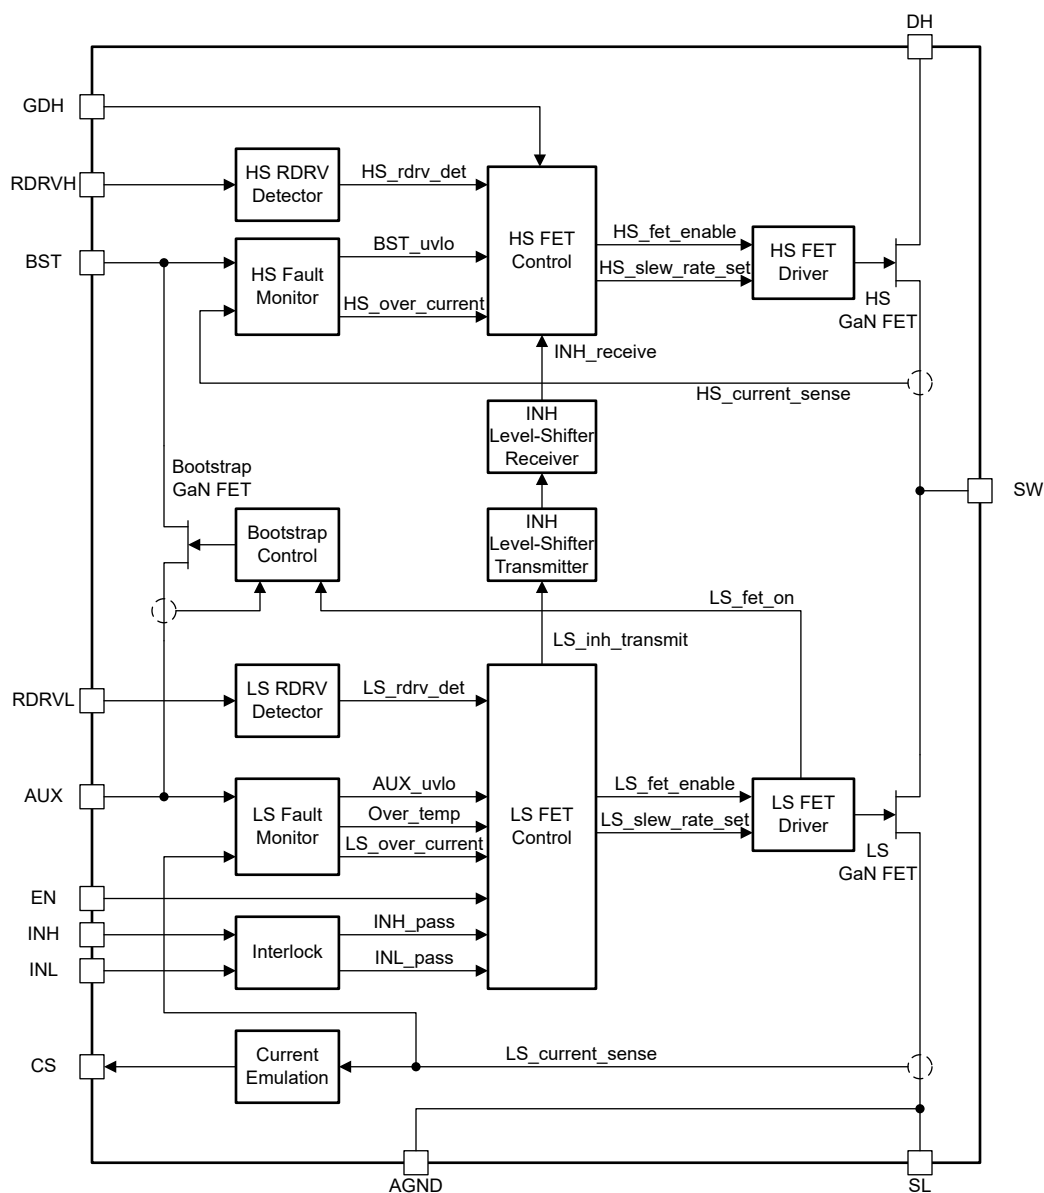 DH
GDH
HS RDRV
Detector
HS_rdrv_det
RDRVH
HS FET
Control
BST_uvlo
HS_fet_enable
HS FET
Driver
BST
HS Fault
Monitor
HS_slew_rate_set
HS_over_current
HS
GaN FET
INH_receive
HS_current_sense
INH
Level-Shifter
Receiver
Bootstrap
GaN FET
SW
Bootstrap
Control
INH
Level-Shifter
Transmitter
LS_fet_on
LS_inh_transmit
RDRVL
LS RDRV
Detector
LS_rdrv_det
AUX
LS Fault
Monitor
AUX_uvlo
Over_temp
LS_over_current
LS FET
Control
LS_fet_enable
LS_slew_rate_set
LS FET
Driver
LS
GaN FET
EN
INH
INH_pass
Interlock
INL
INL_pass
CS
Current
Emulation
LS_current_sense
AGND
SL